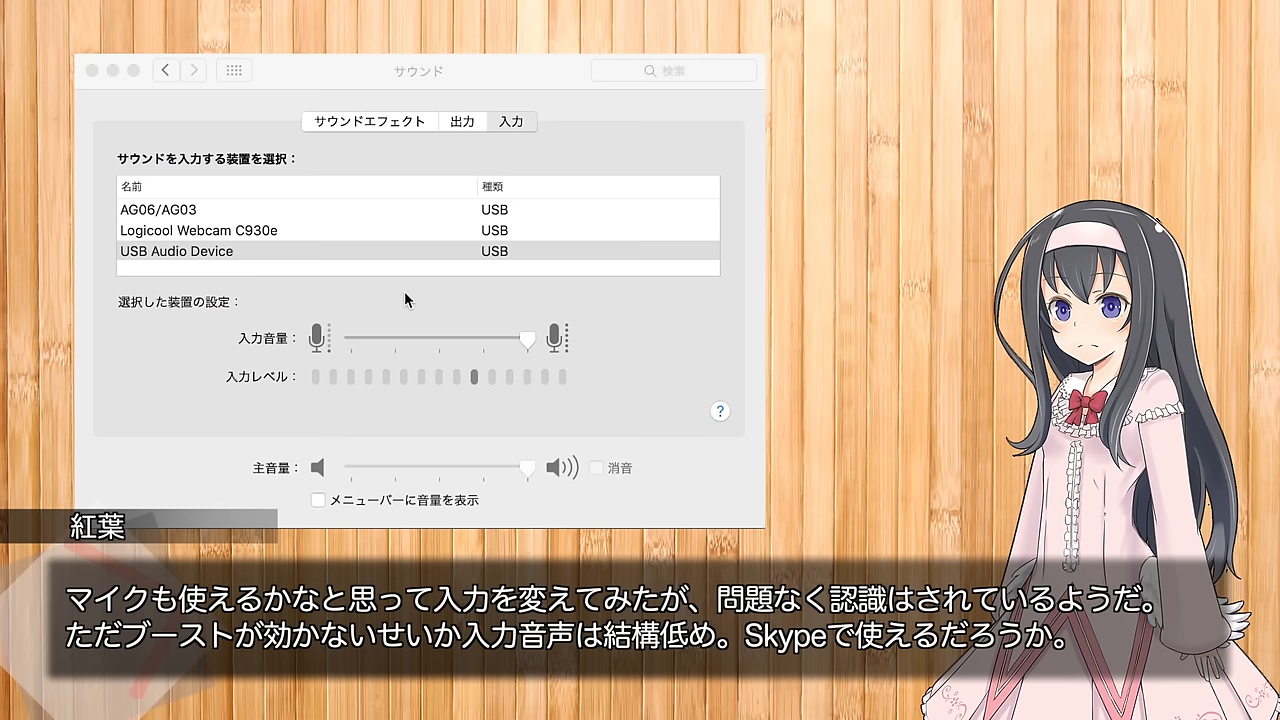 サウンド
検索
サウンドエフェクト 出力 入力
サウンドを入力する装置を選択：
名前 種類
AG06/AG03 USB
Logicool Webcam C930e USB
USB Audio Device USB
選択した装置の設定：
入力音量：
入力レベル：
?
主音量： 消音
メニューバーに音量を表示
紅葉
マイクも使えるかなと思って入力を変えてみたが、問題なく認識はされているようだ。
ただブーストが効かないせいか入力音声は結構低め。Skypeで使えるだろうか。